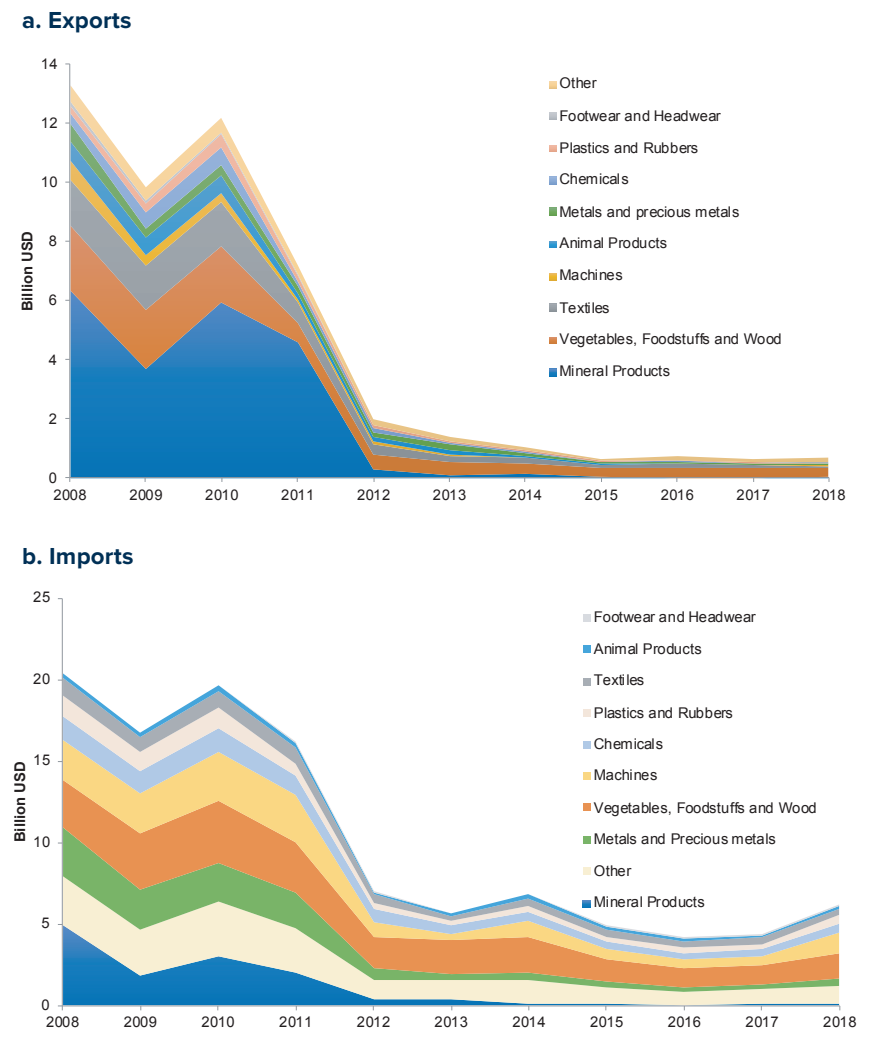 a. Exports
14
12
10
8
6
4
2
0
Billion USD
Other
Footwear and Headwear
Plastics and Rubbers
Chemicals
Metals and precious metals
Animal Products
Machines
Textiles
Vegetables, Foodstuffs and Wood
Mineral Products
2008 2009 2010 2011 2012 2013 2014 2015 2016 2017 2018
b. Imports
25
20
15
10
5
0
Billion USD
Footwear and Headwear
Animal Products
Textiles
Plastics and Rubbers
Chemicals
Machines
Vegetables, Foodstuffs and Wood
Metals and Precious metals
Other
Mineral Products
2008 2009 2010 2011 2012 2013 2014 2015 2016 2017 2018